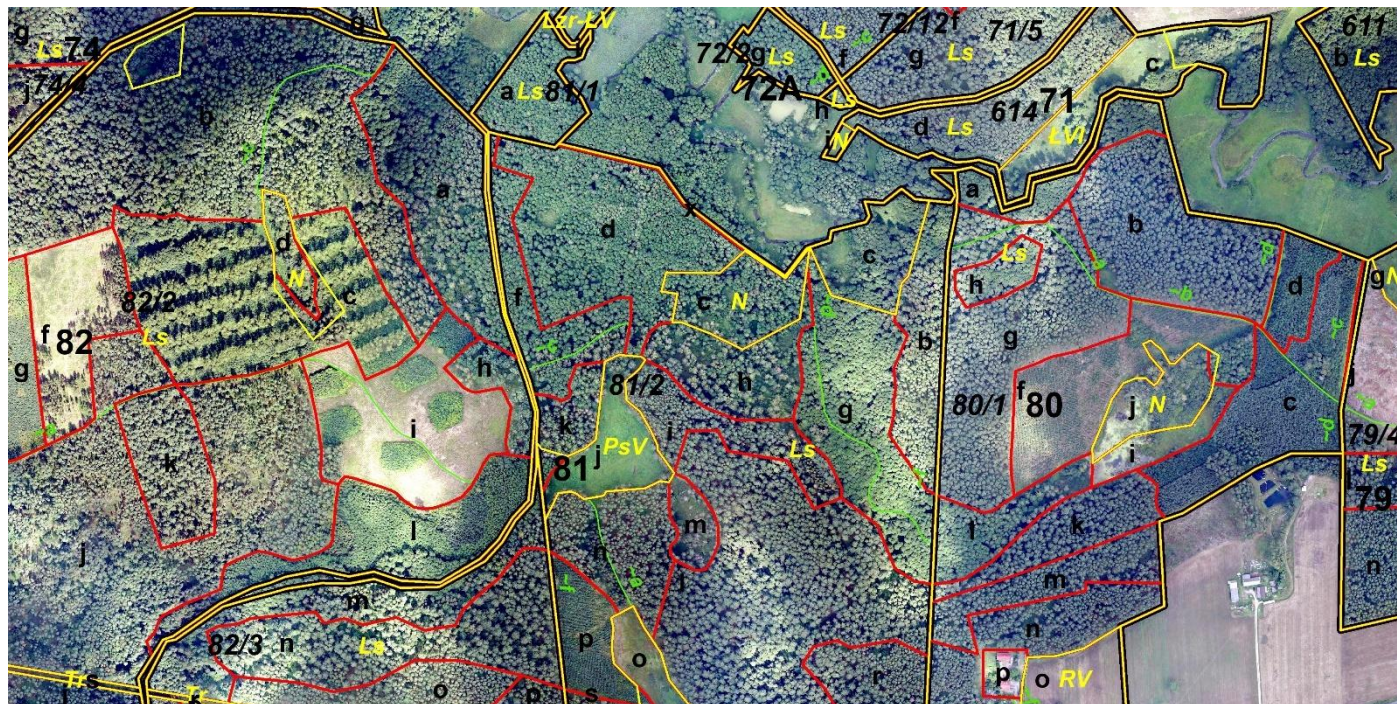 g
Ls 74
74/4
j
b
g
Lzr-ŁV
a Ls 81/1
72/2 g Ls
72A
Ls
f
72/12 f
71/5
g Ls
Ls
h
N
d Ls
614 71
ŁVI
c
611
b Ls
a
d
x
c
a
b
Ls
h
d
g N
d
N
c
82/2
Ls
f 82
g
f
c N
b
g
h
i
h
81/2
h
g
80/1
f 80
j N
c
j
79/4
Ls
79
k
k
j PsV
81
i
Ls
i
j
l
m
n
l
k
n
m
j
m
n
82/3
Ls
p
o
n
r
p
o RV
Tr s
Tr
o
p
s